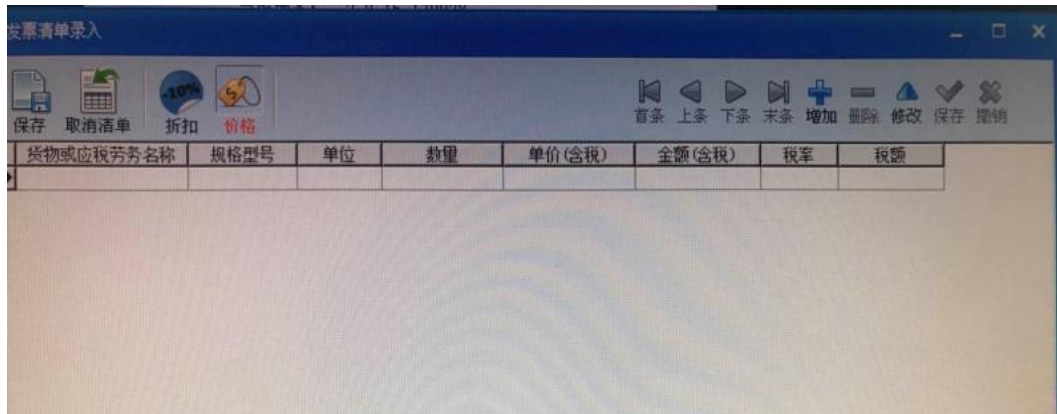 发票清单录入
-10%
保存 取消清单 折扣 价格
首条 上条 下条 末条 增加 删除 修改 保存 撤销
货物或应税劳务名称 规格型号 单位 数量 单价(含税) 金额(含税) 税率 税额